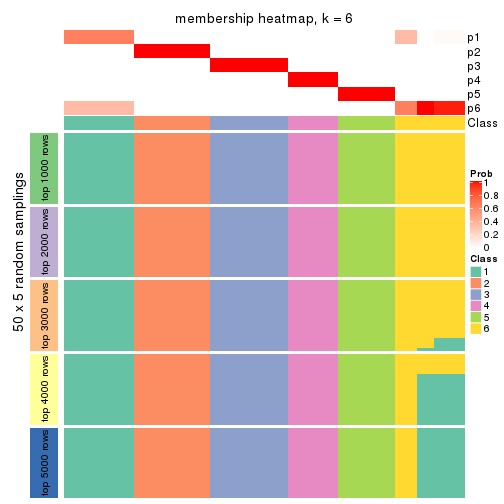 membership heatmap, k = 6
p1
p2
p3
p4
p5
p6
Class
50 x 5 random samplings
top 1000 rows
top 2000 rows
top 3000 rows
top 4000 rows
top 5000 rows
Prob
1
0.8
0.6
0.4
0.2
0
Class
1
2
3
4
5
6